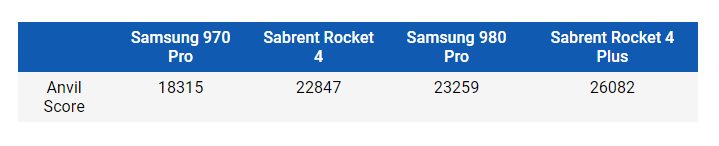 Samsung 970 Pro Sabrent Rocket 4 Samsung 980 Pro Sabrent Rocket 4 Plus
Anvil Score 18315 22847 23259 26082